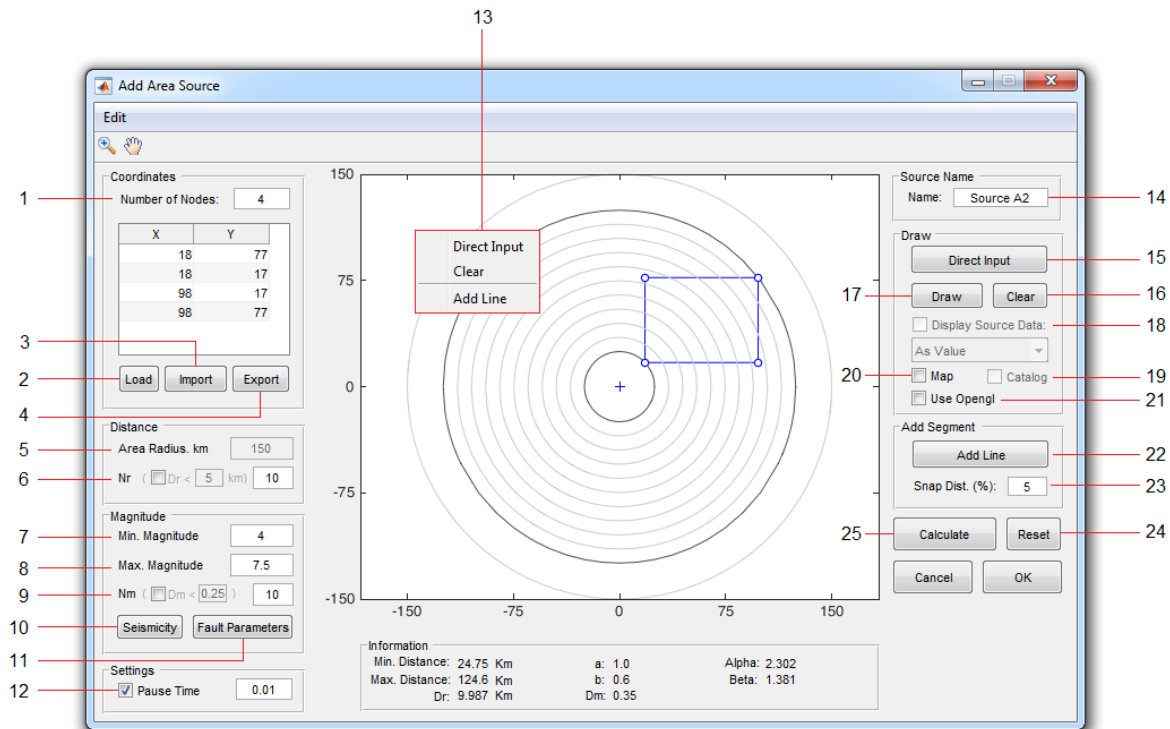 13
Add Area Source
Edit
Coordinates
1
Number of Nodes: 4
X Y
18 77
18 17
98 17
98 77
3
2
Load Import Export
4
Distance
5
Area Radius. km 150
6
Nr ( Dr < 5 km) 10
Magnitude
7
Min. Magnitude 4
8
Max. Magnitude 7.5
9
Nm ( Dm < 0.25 ) 10
10
Seismicity Fault Parameters
11
Settings
12
Pause Time 0.01
150
75
0
-75
-150
-150 -75 0 75 150
Direct Input
Clear
Add Line
Information
Min. Distance: 24.75 Km a: 1.0 Alpha: 2.302
Max. Distance: 124.6 Km b: 0.6 Beta: 1.381
Dr: 9.987 Km Dm: 0.35
Source Name
Name: Source A2
14
Draw
Direct Input
15
17
Draw Clear
16
Display Source Data:
18
As Value
20
Map Catalog
19
Use Opengl
21
Add Segment
Add Line
22
Snap Dist. (%): 5
23
25
Calculate Reset
24
Cancel OK